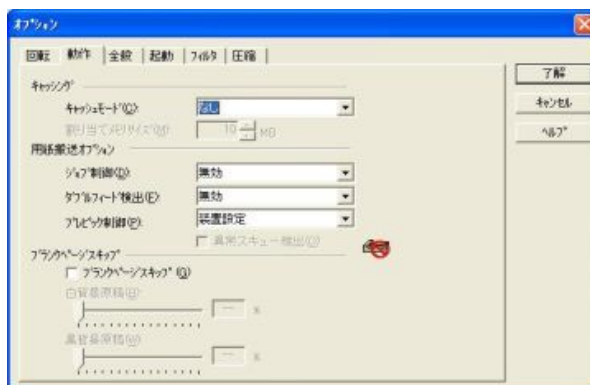 オプション
回転 動作 全般 起動 フィルタ 圧縮
了解
キャンセル
ヘルプ
キャッシング
キャッシュモード(C): なし
割り当てメモリサイズ(M): 10 MB
用紙搬送オプション
ジョブ制御(D): 無効
ダブルフィード検出(E): 無効
プレピック制御(P): 装置設定
異常スキュー検出(O)
ブランクページスキップ
ブランクページスキップ(G)
白背景原稿(B): --- %
黒背景原稿(W) --- %